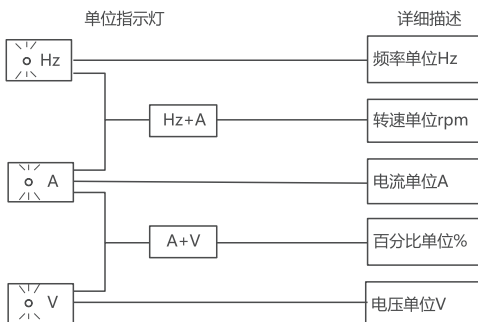 单位指示灯 详细描述
Hz 频率单位Hz
Hz+A 转速单位rpm
A 电流单位A
A+V 百分比单位%
V 电压单位V